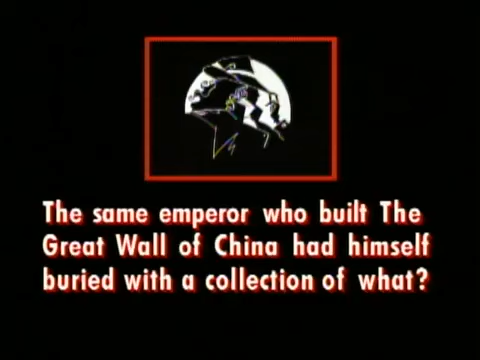 The same emperor who built The
Great Wall of China had himself
buried with a collection of what?